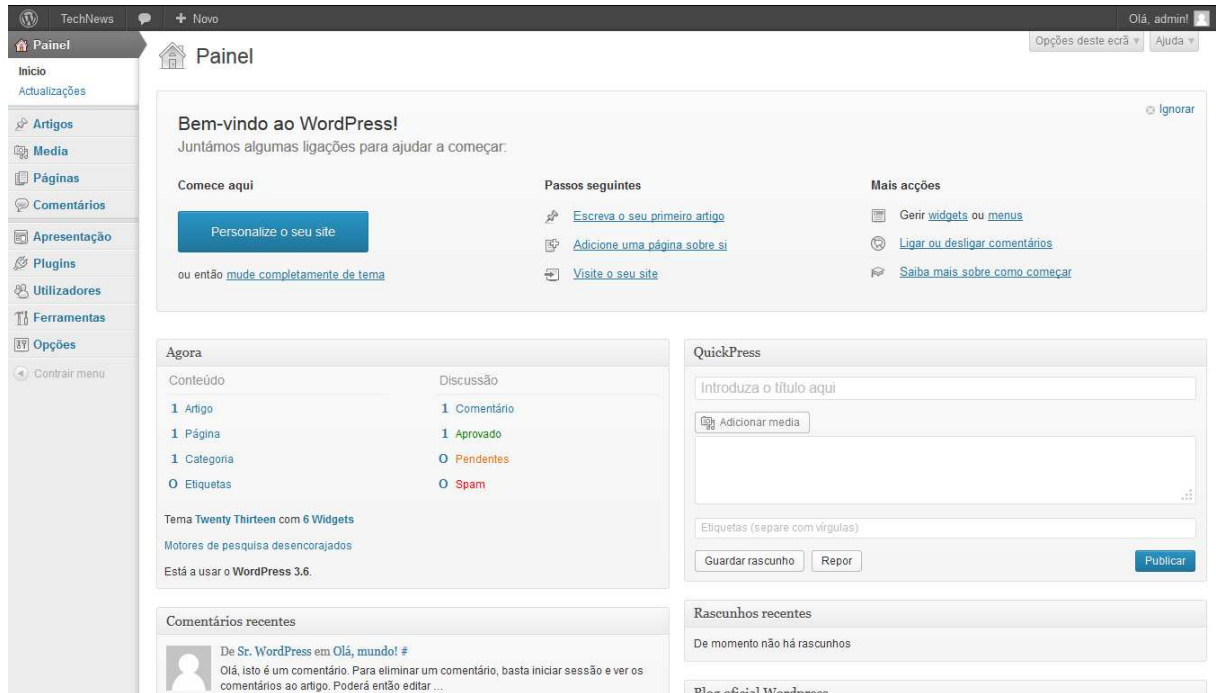 TechNews + Novo Olá, admin!
Painel
Início
Actualizações
Artigos
Media
Páginas
Comentários
Apresentação
Plugins
Utilizadores
Ferramentas
Opções
Contrair menu
Opções deste ecrã Ajuda
Painel
Ignorar
Bem-vindo ao WordPress!
Juntámos algumas ligações para ajudar a começar:
Comece aqui
Personalize o seu site
ou então mude completamente de tema
Passos seguintes
Escreva o seu primeiro artigo
Adicione uma página sobre si
Visite o seu site
Mais acções
Gerir widgets ou menus
Ligar ou desligar comentários
Saiba mais sobre como começar
Agora
Conteúdo
1 Artigo
1 Página
1 Categoria
0 Etiquetas
Discussão
1 Comentário
1 Aprovado
0 Pendentes
0 Spam
Tema Twenty Thirteen com 6 Widgets
Motores de pesquisa desencorajados
Está a usar o WordPress 3.6.
Comentários recentes
De Sr. WordPress em Olá, mundo! #
Olá, isto é um comentário. Para eliminar um comentário, basta iniciar sessão e ver os
comentários ao artigo. Poderá então editar ...
QuickPress
Introduza o título aqui
Adicionar media
Etiquetas (separe com vírgulas)
Guardar rascunho Repor Publicar
Rascunhos recentes
De momento não há rascunhos
Blog oficial Wordpress